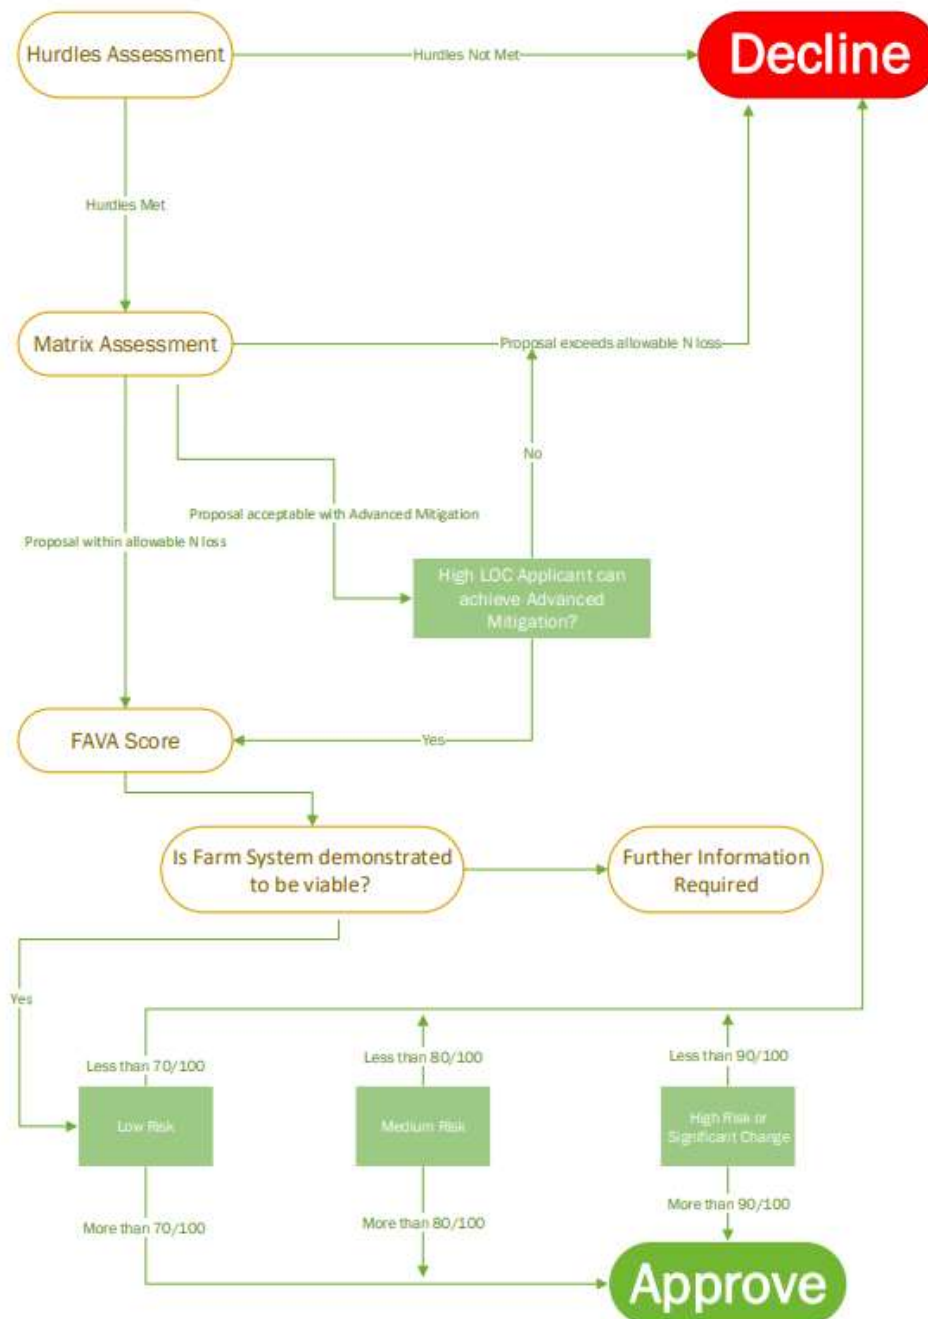 Hurdles Assessment
Hurdles Not Met
Decline
Hurdles Met
Matrix Assessment
Proposal exceeds allowable N loss
No
Proposal acceptable with Advanced Mitigation
Proposal within allowable N loss
High LOC Applicant can
achieve Advanced
Mitigation?
FAVA Score
Yes
Is Farm System demonstrated
to be viable?
Further Information
Required
Yes
Less than 70/100
Less than 80/100
Less than 90/100
Low Risk
Medium Risk
High Risk or
Significant Change
More than 70/100
More than 80/100
More than 90/100
Approve